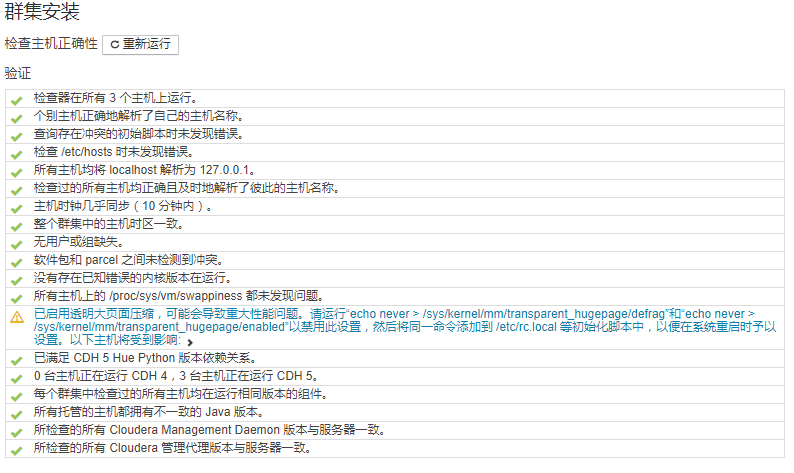 群集安装
检查主机正确性 重新运行
验证
检查器在所有 3 个主机上运行。
个别主机正确地解析了自己的主机名称。
查询存在冲突的初始脚本时未发现错误。
检查 /etc/hosts 时未发现错误。
所有主机均将 localhost 解析为 127.0.0.1。
检查过的所有主机均正确且及时地解析了彼此的主机名称。
主机时钟几乎同步（10 分钟内）。
整个群集中的主机时区一致。
无用户或组缺失。
软件包和 parcel 之间未检测到冲突。
没有存在已知错误的内核版本在运行。
所有主机上的 /proc/sys/vm/swappiness 都未发现问题。
已启用透明大页面压缩，可能会导致重大性能问题。请运行“echo never > /sys/kernel/mm/transparent_hugepage/defrag”和“echo never >
/sys/kernel/mm/transparent_hugepage/enabled”以禁用此设置，然后将同一命令添加到 /etc/rc.local 等初始化脚本中，以便在系统重启时予以
设置。以下主机将受到影响:
已满足 CDH 5 Hue Python 版本依赖关系。
0 台主机正在运行 CDH 4，3 台主机正在运行 CDH 5。
每个群集中检查过的所有主机均在运行相同版本的组件。
所有托管的主机都拥有不一致的 Java 版本。
所检查的所有 Cloudera Management Daemon 版本与服务器一致。
所检查的所有 Cloudera 管理代理版本与服务器一致。